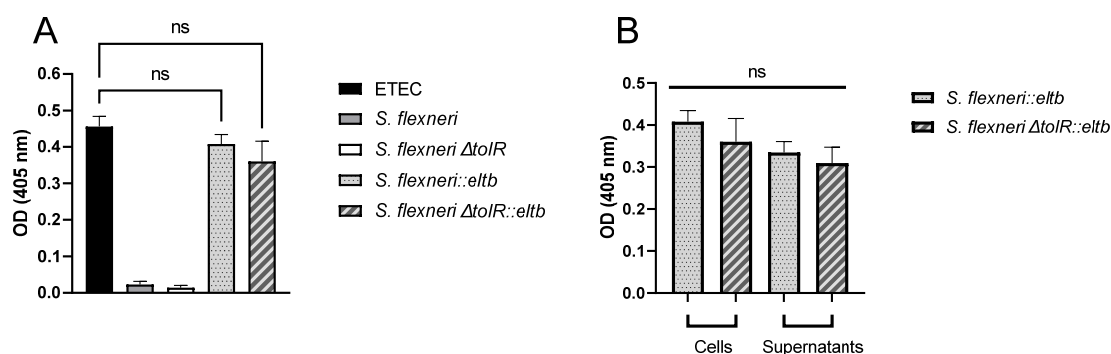 A
ns
ns
0.6
0.5
0.4
0.3
0.2
0.1
0.0
OD (405 nm)
ETEC
S. flexneri
S. flexneri ΔtolR
S. flexneri::eltb
S. flexneri ΔtolR::eltb
B
ns
0.5
0.4
0.3
0.2
0.1
0.0
OD (405 nm)
Cells
Supernatants
S. flexneri::eltb
S. flexneri ΔtolR::eltb